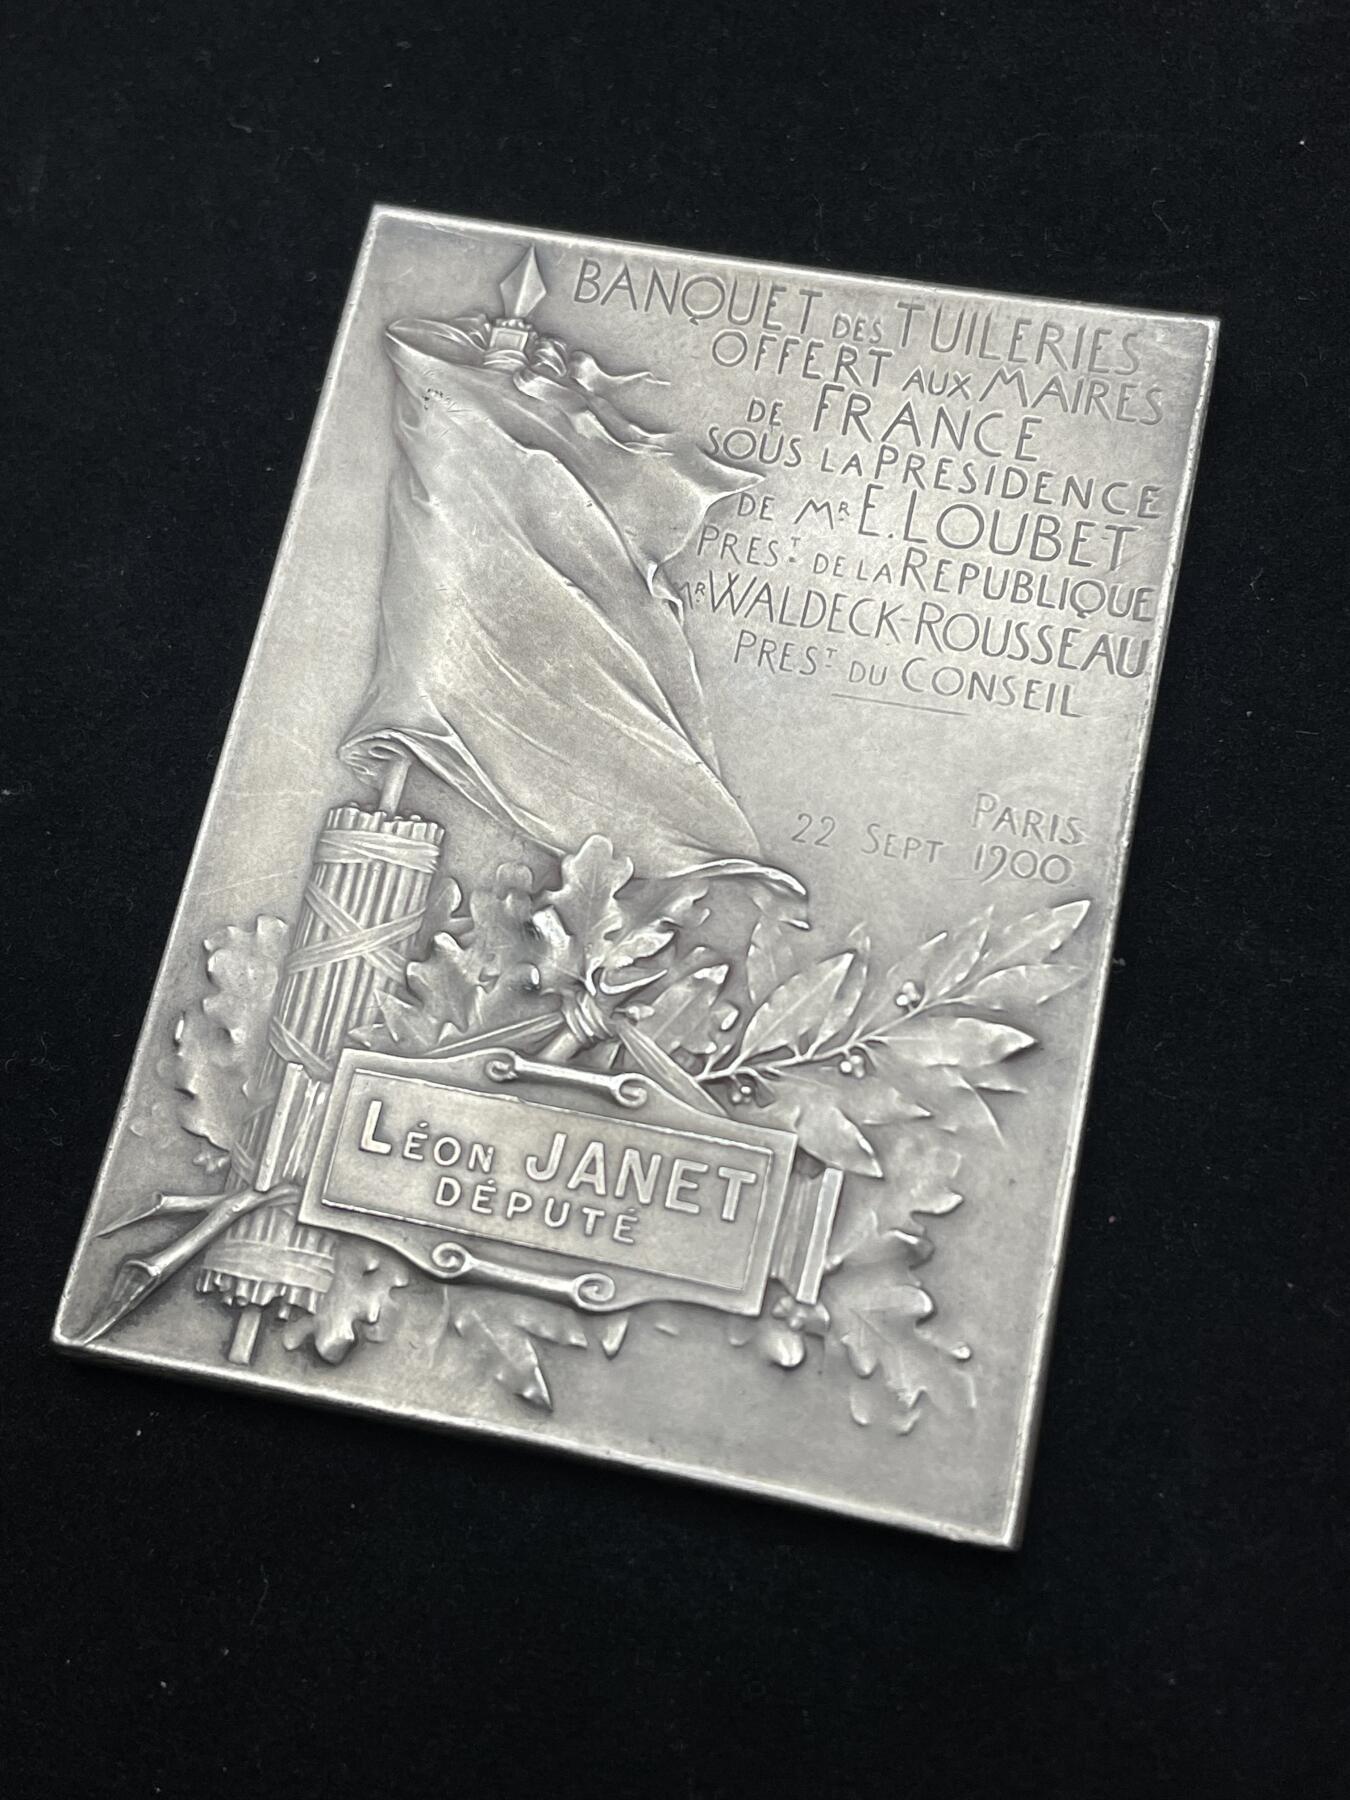 BANQUET DES TUILERIES
OFFERT AUX MAIRES
DE FRANCE
SOUS LA PRESIDENCE
DE MR E. LOUBET
PREST. DE LA REPUBLIQUE
MR WALDECK-ROUSSEAU
PREST. DU CONSEIL
PARIS
22 SEPT 1900
LÉON JANET
DÉPUTÉ